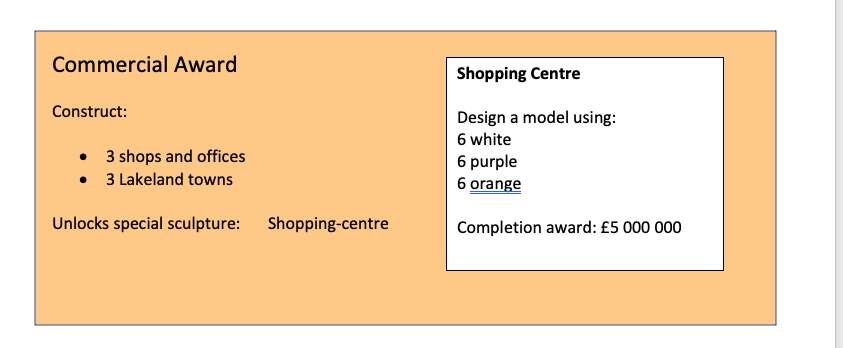 Commercial Award
Construct:
• 3 shops and offices
• 3 Lakeland towns
Unlocks special sculpture: Shopping-centre
Shopping Centre
Design a model using:
6 white
6 purple
6 orange
Completion award: £5 000 000